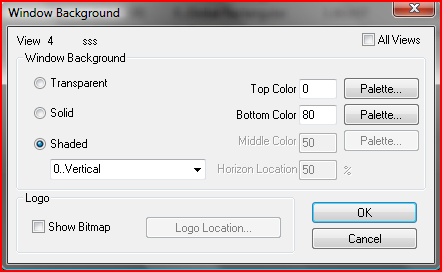 Window Background
View 4 sss All Views
Window Background
Transparent
Top Color 0 Palette...
Solid
Bottom Color 80 Palette...
Shaded
Middle Color 50 Palette...
0..Vertical
Horizon Location 50 %
Logo
Show Bitmap Logo Location...
OK
Cancel